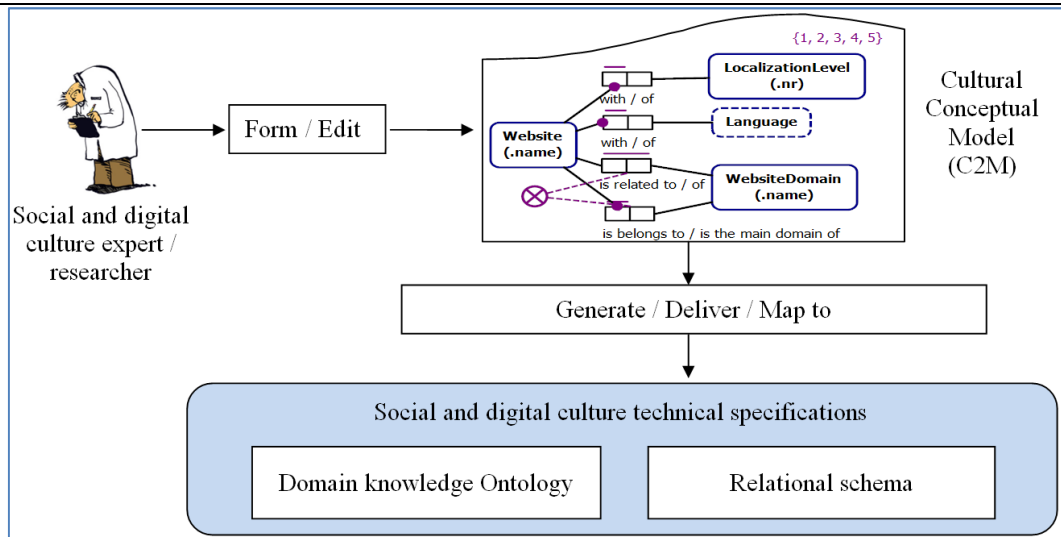 {1, 2, 3, 4, 5}
LocalizationLevel
(.nr)
with / of
Language
Website
(.name)
with / of
is related to / of
WebsiteDomain
(.name)
is belongs to / is the main domain of
Cultural
Conceptual
Model
(C2M)
Form / Edit
Social and digital
culture expert /
researcher
Generate / Deliver / Map to
Social and digital culture technical specifications
Domain knowledge Ontology
Relational schema